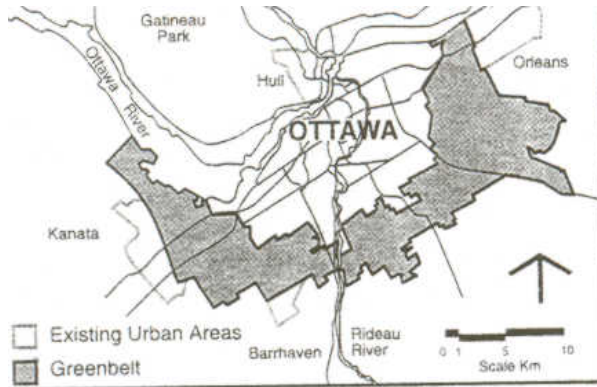 Gatineau
Park
Ottawa
River
Hull
Orleans
OTTAWA
Kanata
Existing Urban Areas
Greenbelt
Barrhaven
Rideau
River
0 1 5 10
Scale Km